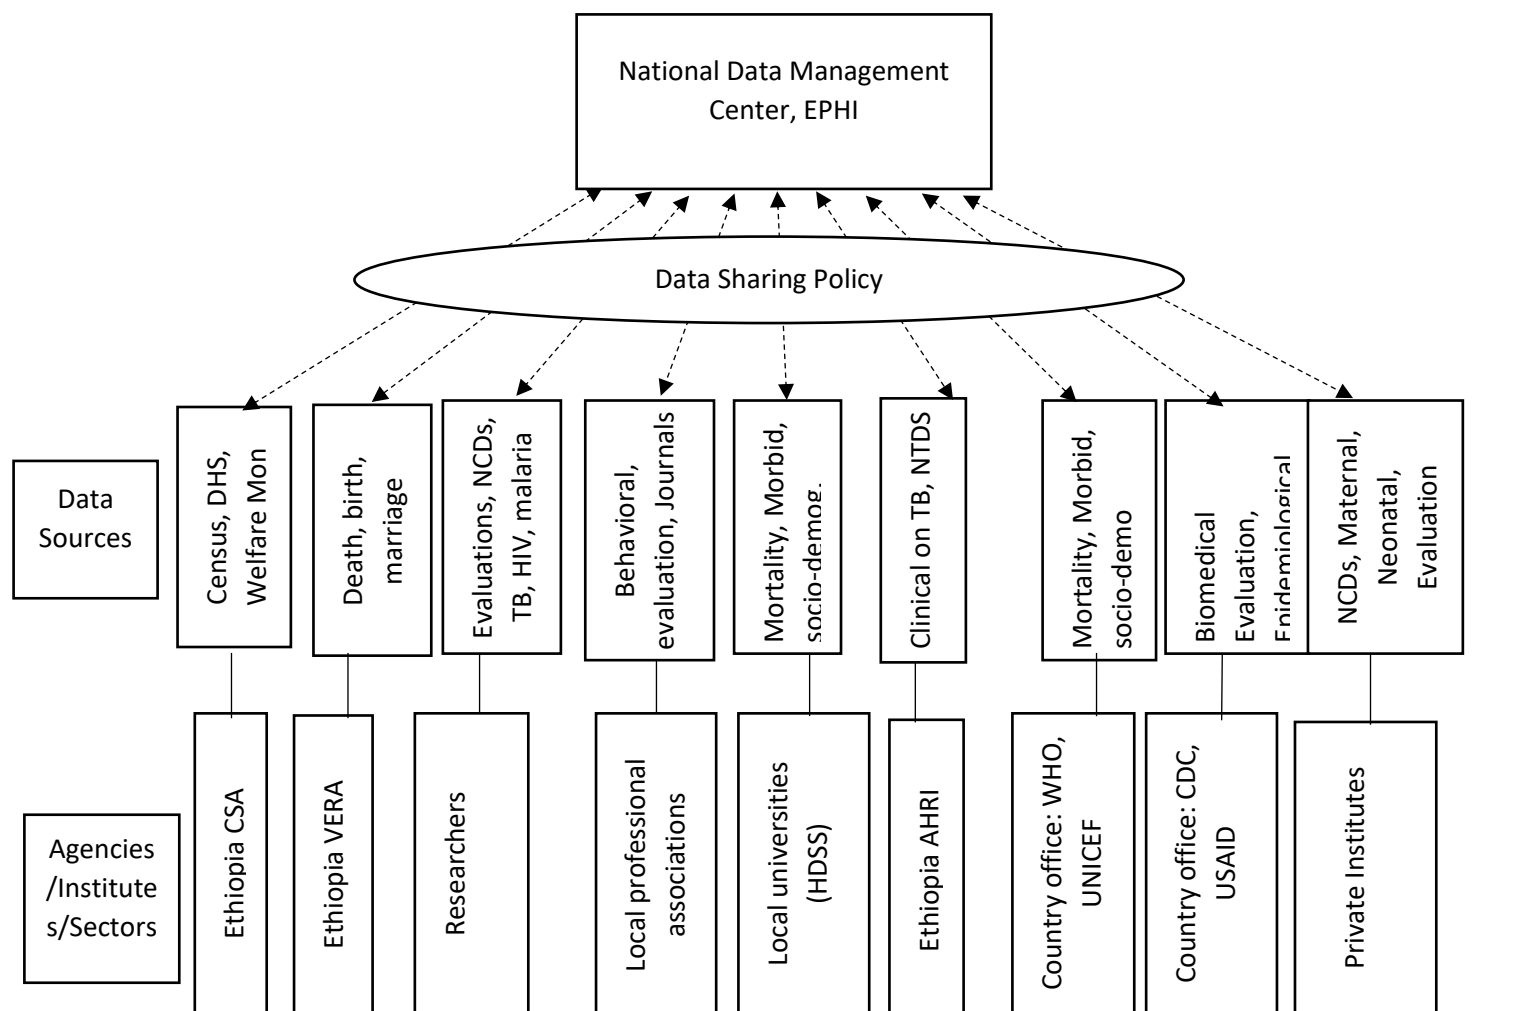 National Data Management
Center, EPHI
Data Sharing Policy
Data
Sources
Census, DHS,
Welfare Mon
Death, birth,
marriage
Evaluations, NCDs,
TB, HIV, malaria
Behavioral,
evaluation, Journals
Mortality, Morbid,
socio-demog.
Clinical on TB, NTDS
Mortality, Morbid,
socio-demo
Biomedical
Evaluation,
Epidemiological
NCDs, Maternal,
Neonatal,
Evaluation
Agencies
/Institute
s/Sectors
Ethiopia CSA
Ethiopia VERA
Researchers
Local professional
associations
Local universities
(HDSS)
Ethiopia AHRI
Country office: WHO,
UNICEF
Country office: CDC,
USAID
Private Institutes